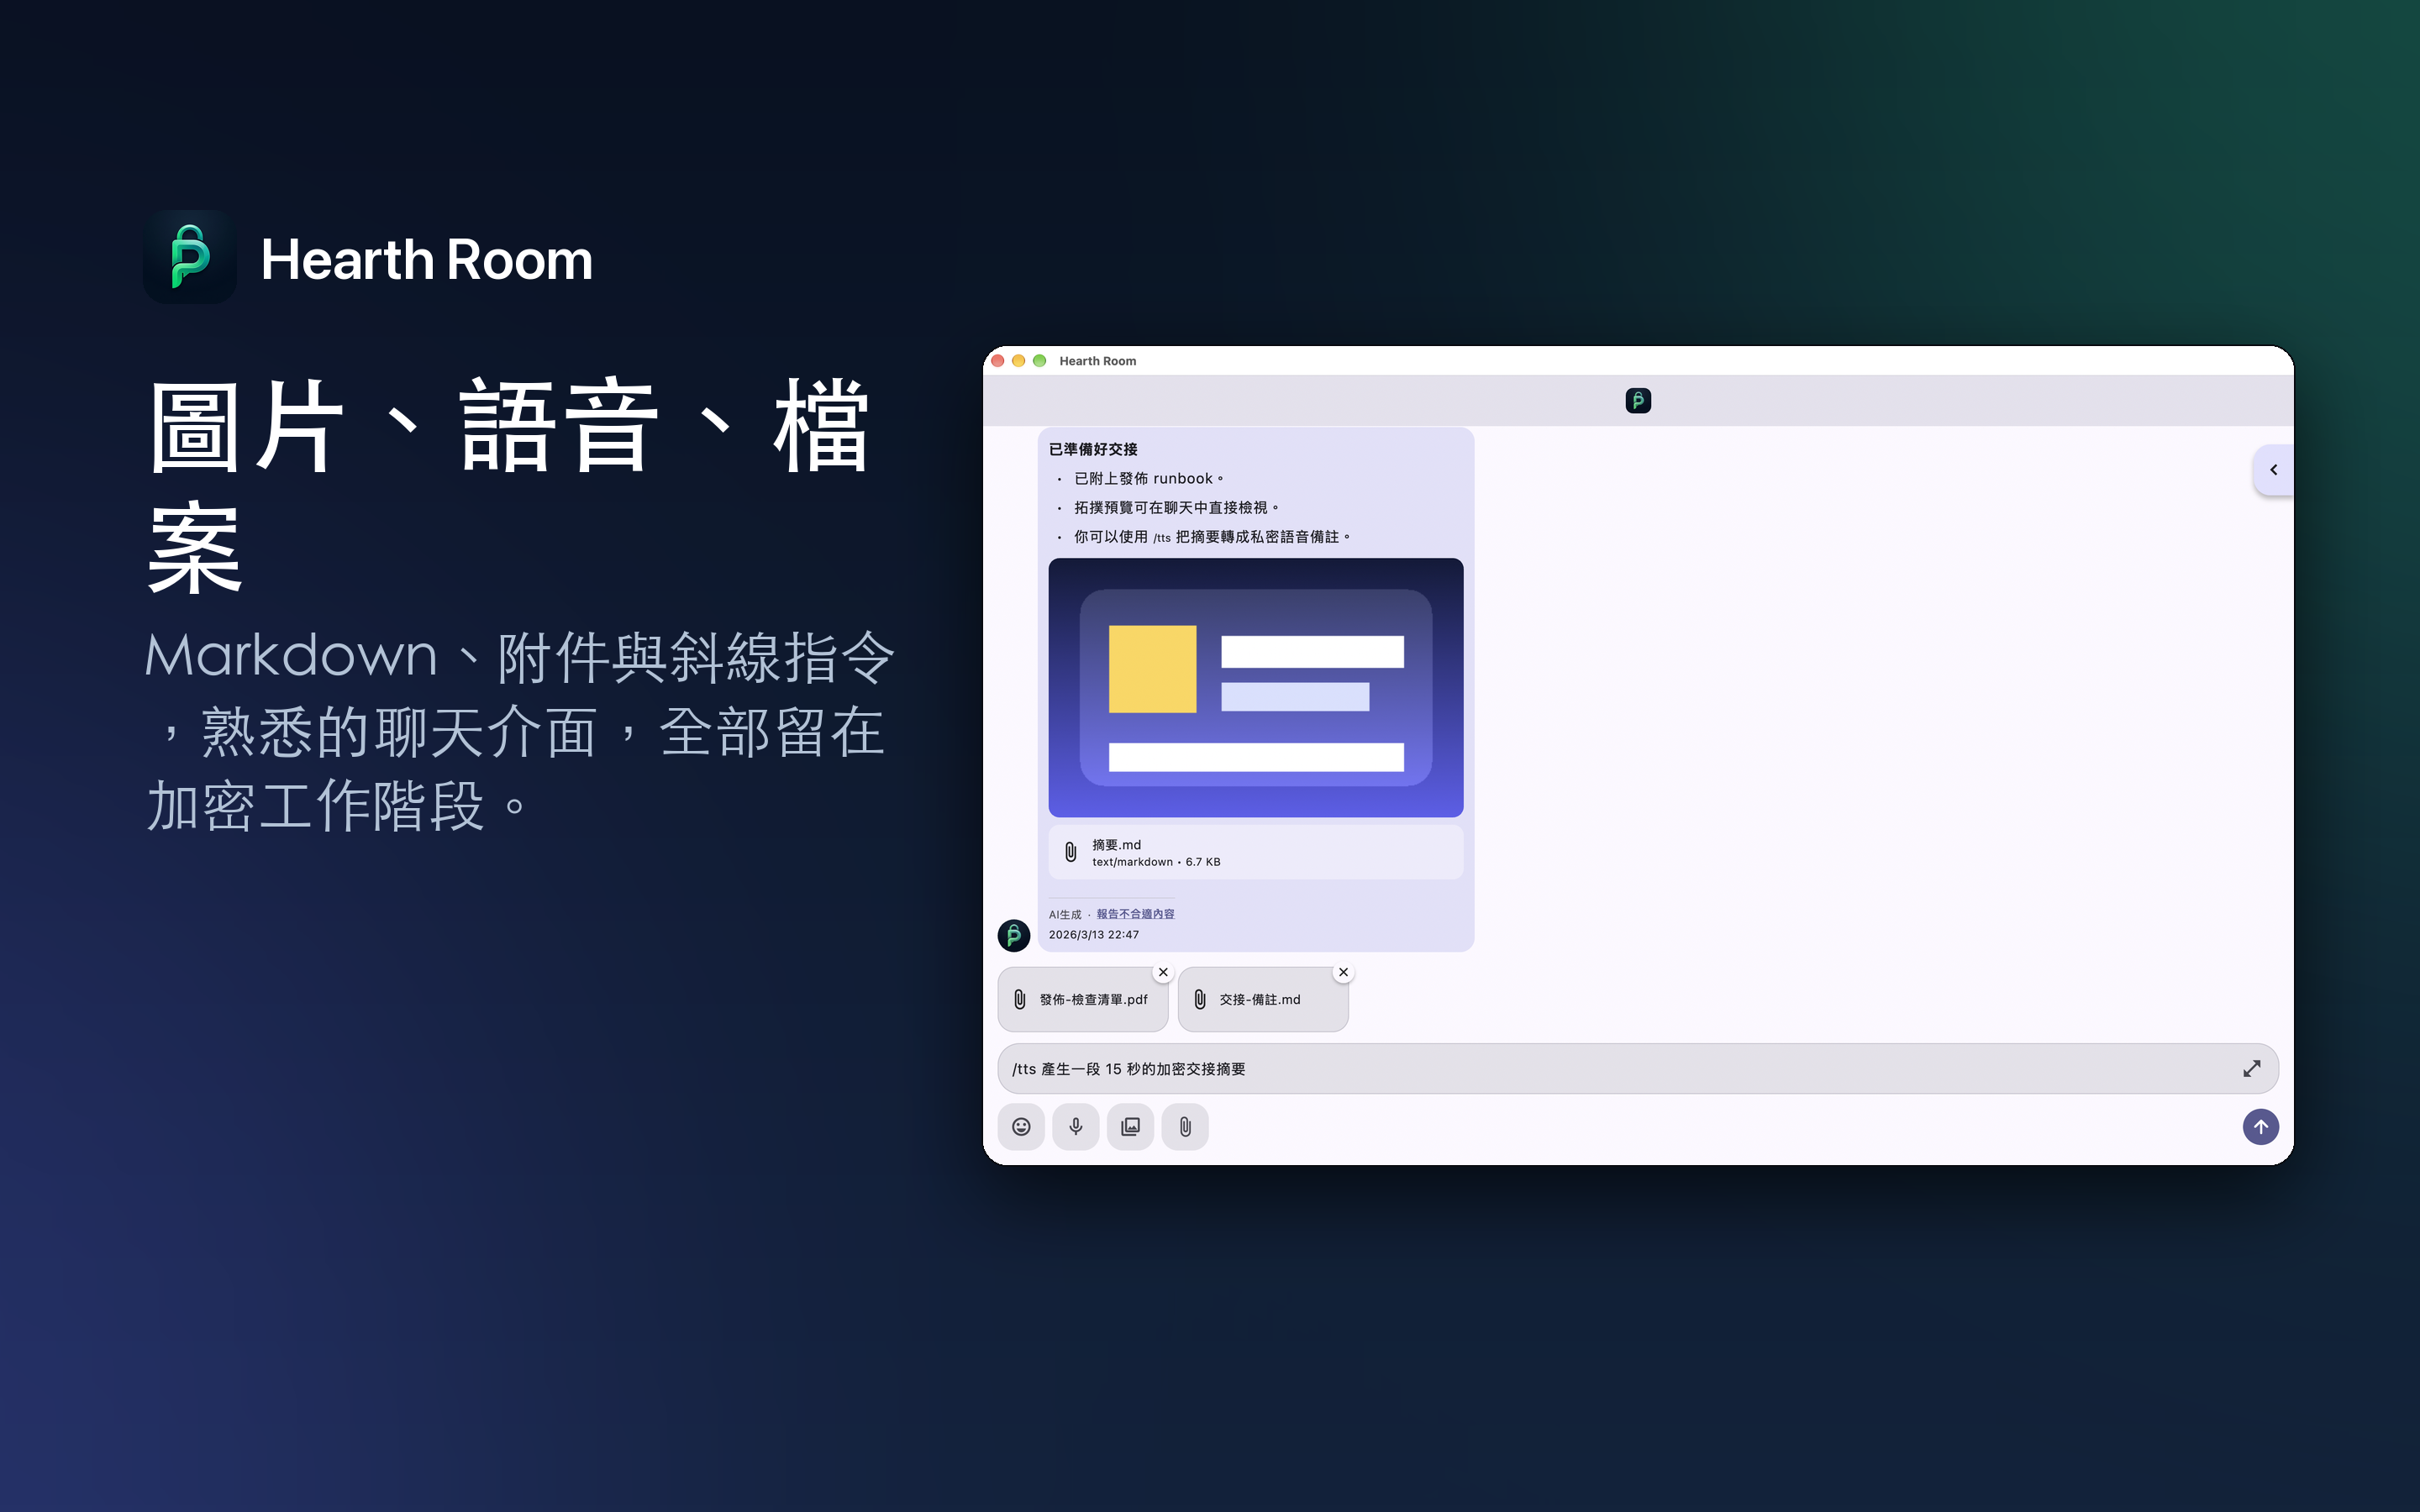 Hearth Room
圖片、語音、檔
案
Markdown、附件與斜線指令
，熟悉的聊天介面，全部留在
加密工作階段。
Hearth Room
已準備好交接
• 已附上發佈 runbook。
• 拓撲預覽可在聊天中直接檢視。
• 你可以使用 /tts 把摘要轉成私密語音備註。
摘要.md
text/markdown • 6.7 KB
AI生成 · 報告不合適內容
2026/3/13 22:47
發佈-檢查清單.pdf
交接-備註.md
/tts 產生一段 15 秒的加密交接摘要